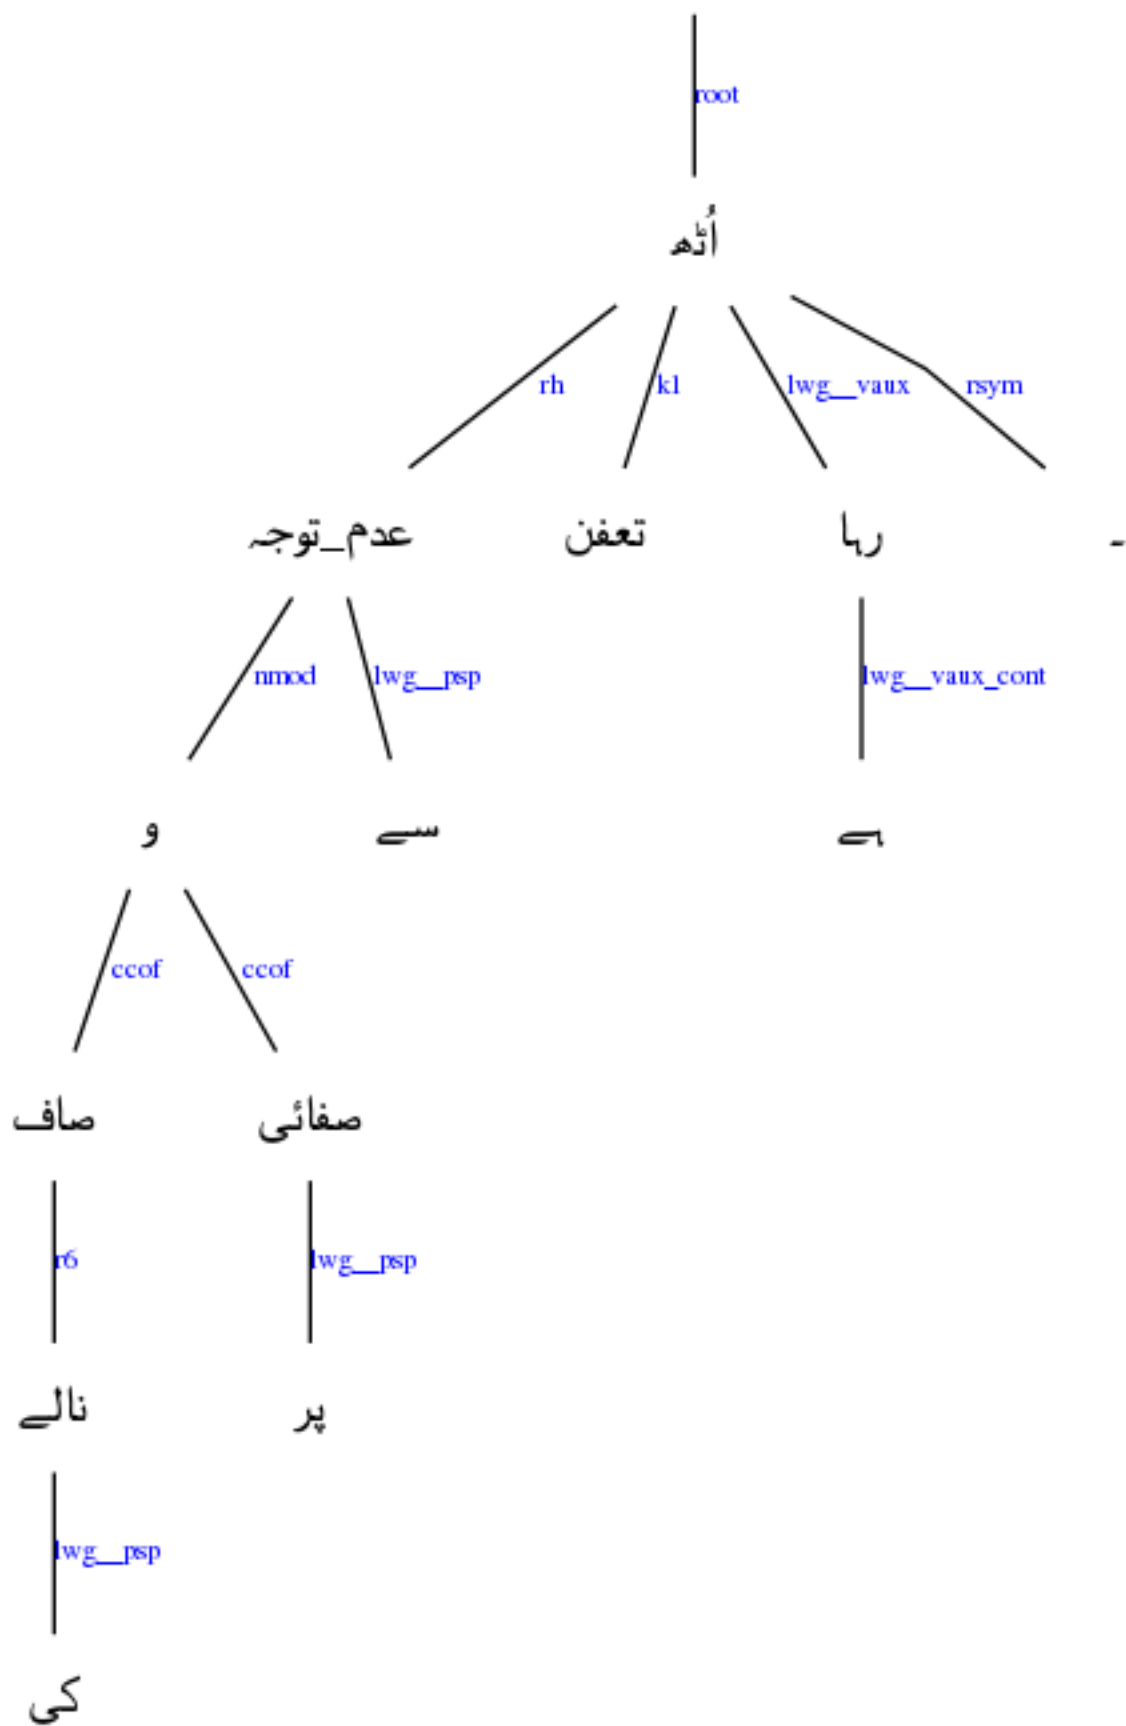 root
اُٹھ
rh k1 lwg__vaux rsym
عدم_توجہ تعفن رہا ۔
nmod lwg__psp lwg__vaux_cont
و سے ہے
ccof ccof
صاف صفائی
r6 lwg__psp
نالے پر
lwg__psp
کی